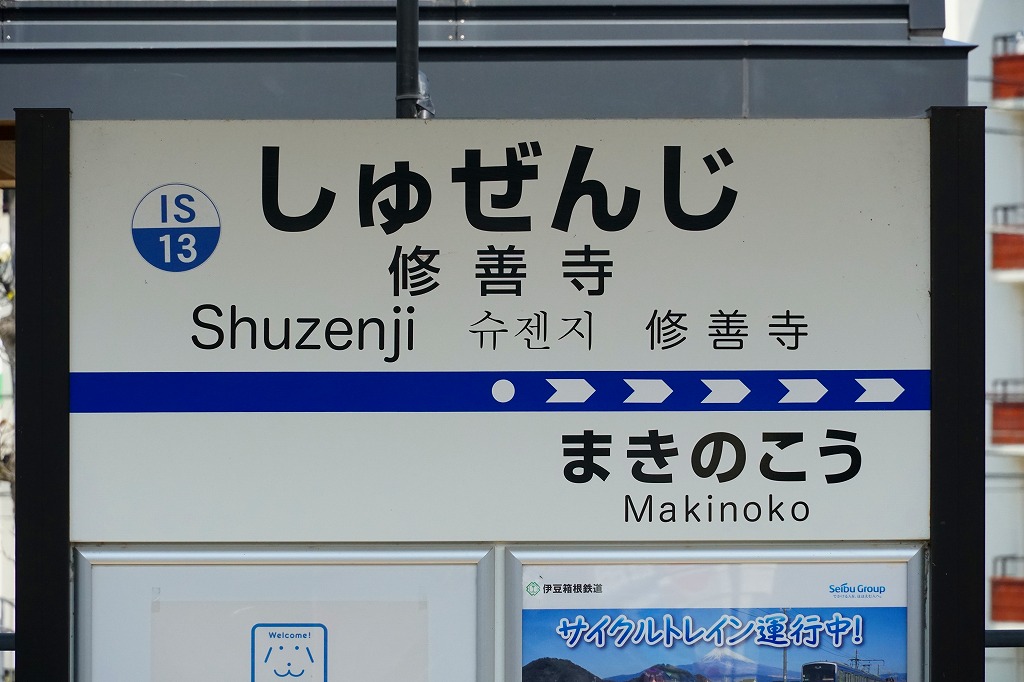 しゅぜんじ
IS
13
修善寺
Shuzenji 슈젠지 修善寺
まきのこう
Makinoko
Welcome!
伊豆箱根鉄道
Seibu Group
サイクルトレイン運行中!